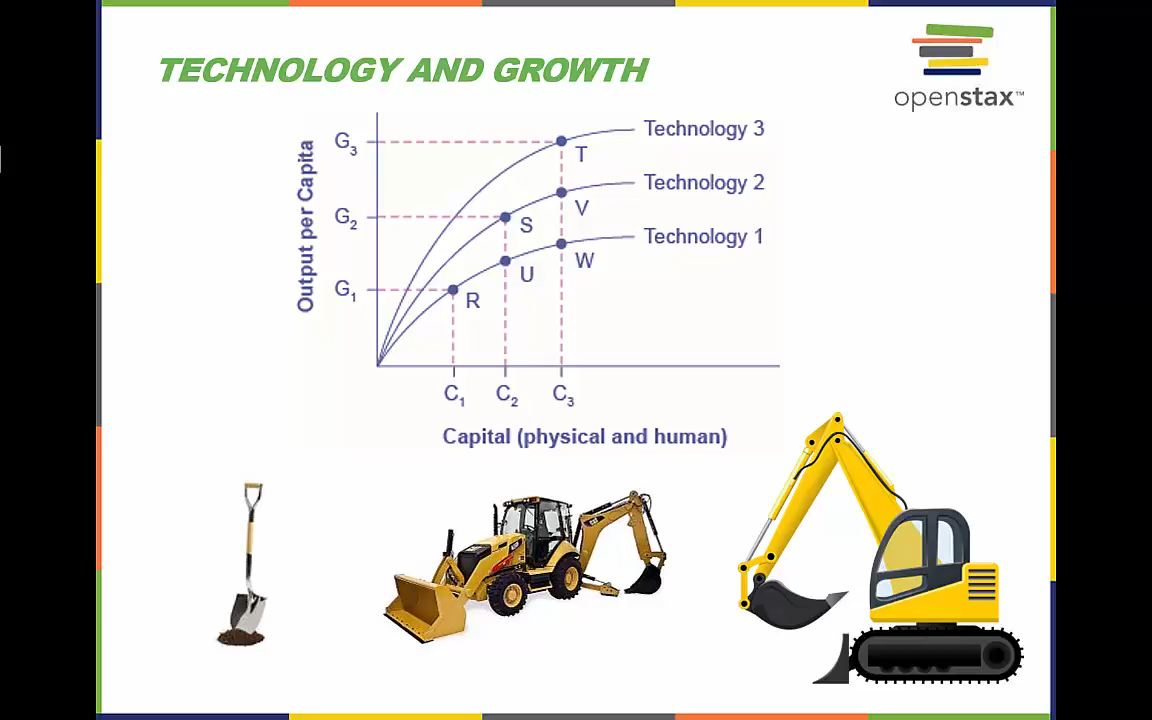 TECHNOLOGY AND GROWTH
openstax™
Output per Capita
G3
G2
G1
T
V
S
W
U
R
Technology 3
Technology 2
Technology 1
C1 C2 C3
Capital (physical and human)